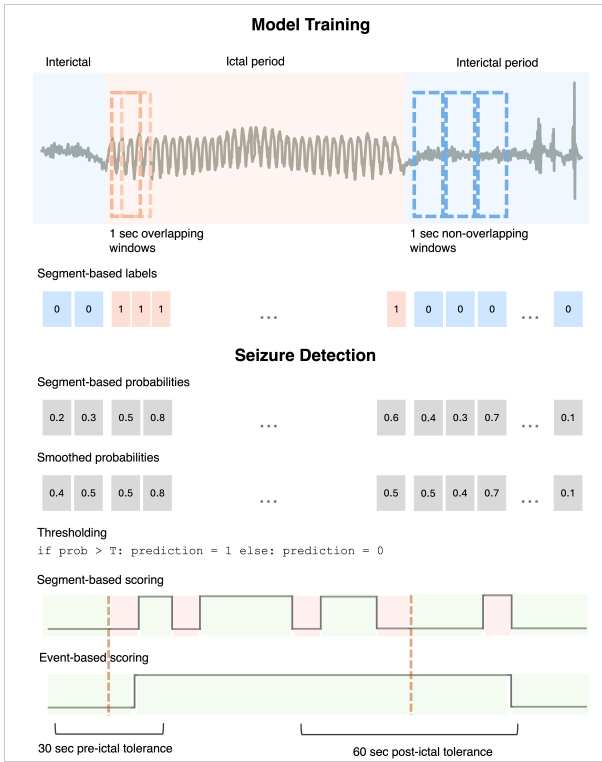 Model Training
Interictal Ictal period Interictal period
1 sec overlapping
windows
1 sec non-overlapping
windows
Segment-based labels
0 0 1 1 1 ... 1 0 0 0 ... 0
Seizure Detection
Segment-based probabilities
0.2 0.3 0.5 0.8 ... 0.6 0.4 0.3 0.7 ... 0.1
Smoothed probabilities
0.4 0.5 0.5 0.8 ... 0.5 0.5 0.4 0.7 ... 0.1
Thresholding
if prob > T: prediction = 1 else: prediction = 0
Segment-based scoring
Event-based scoring
30 sec pre-ictal tolerance
60 sec post-ictal tolerance